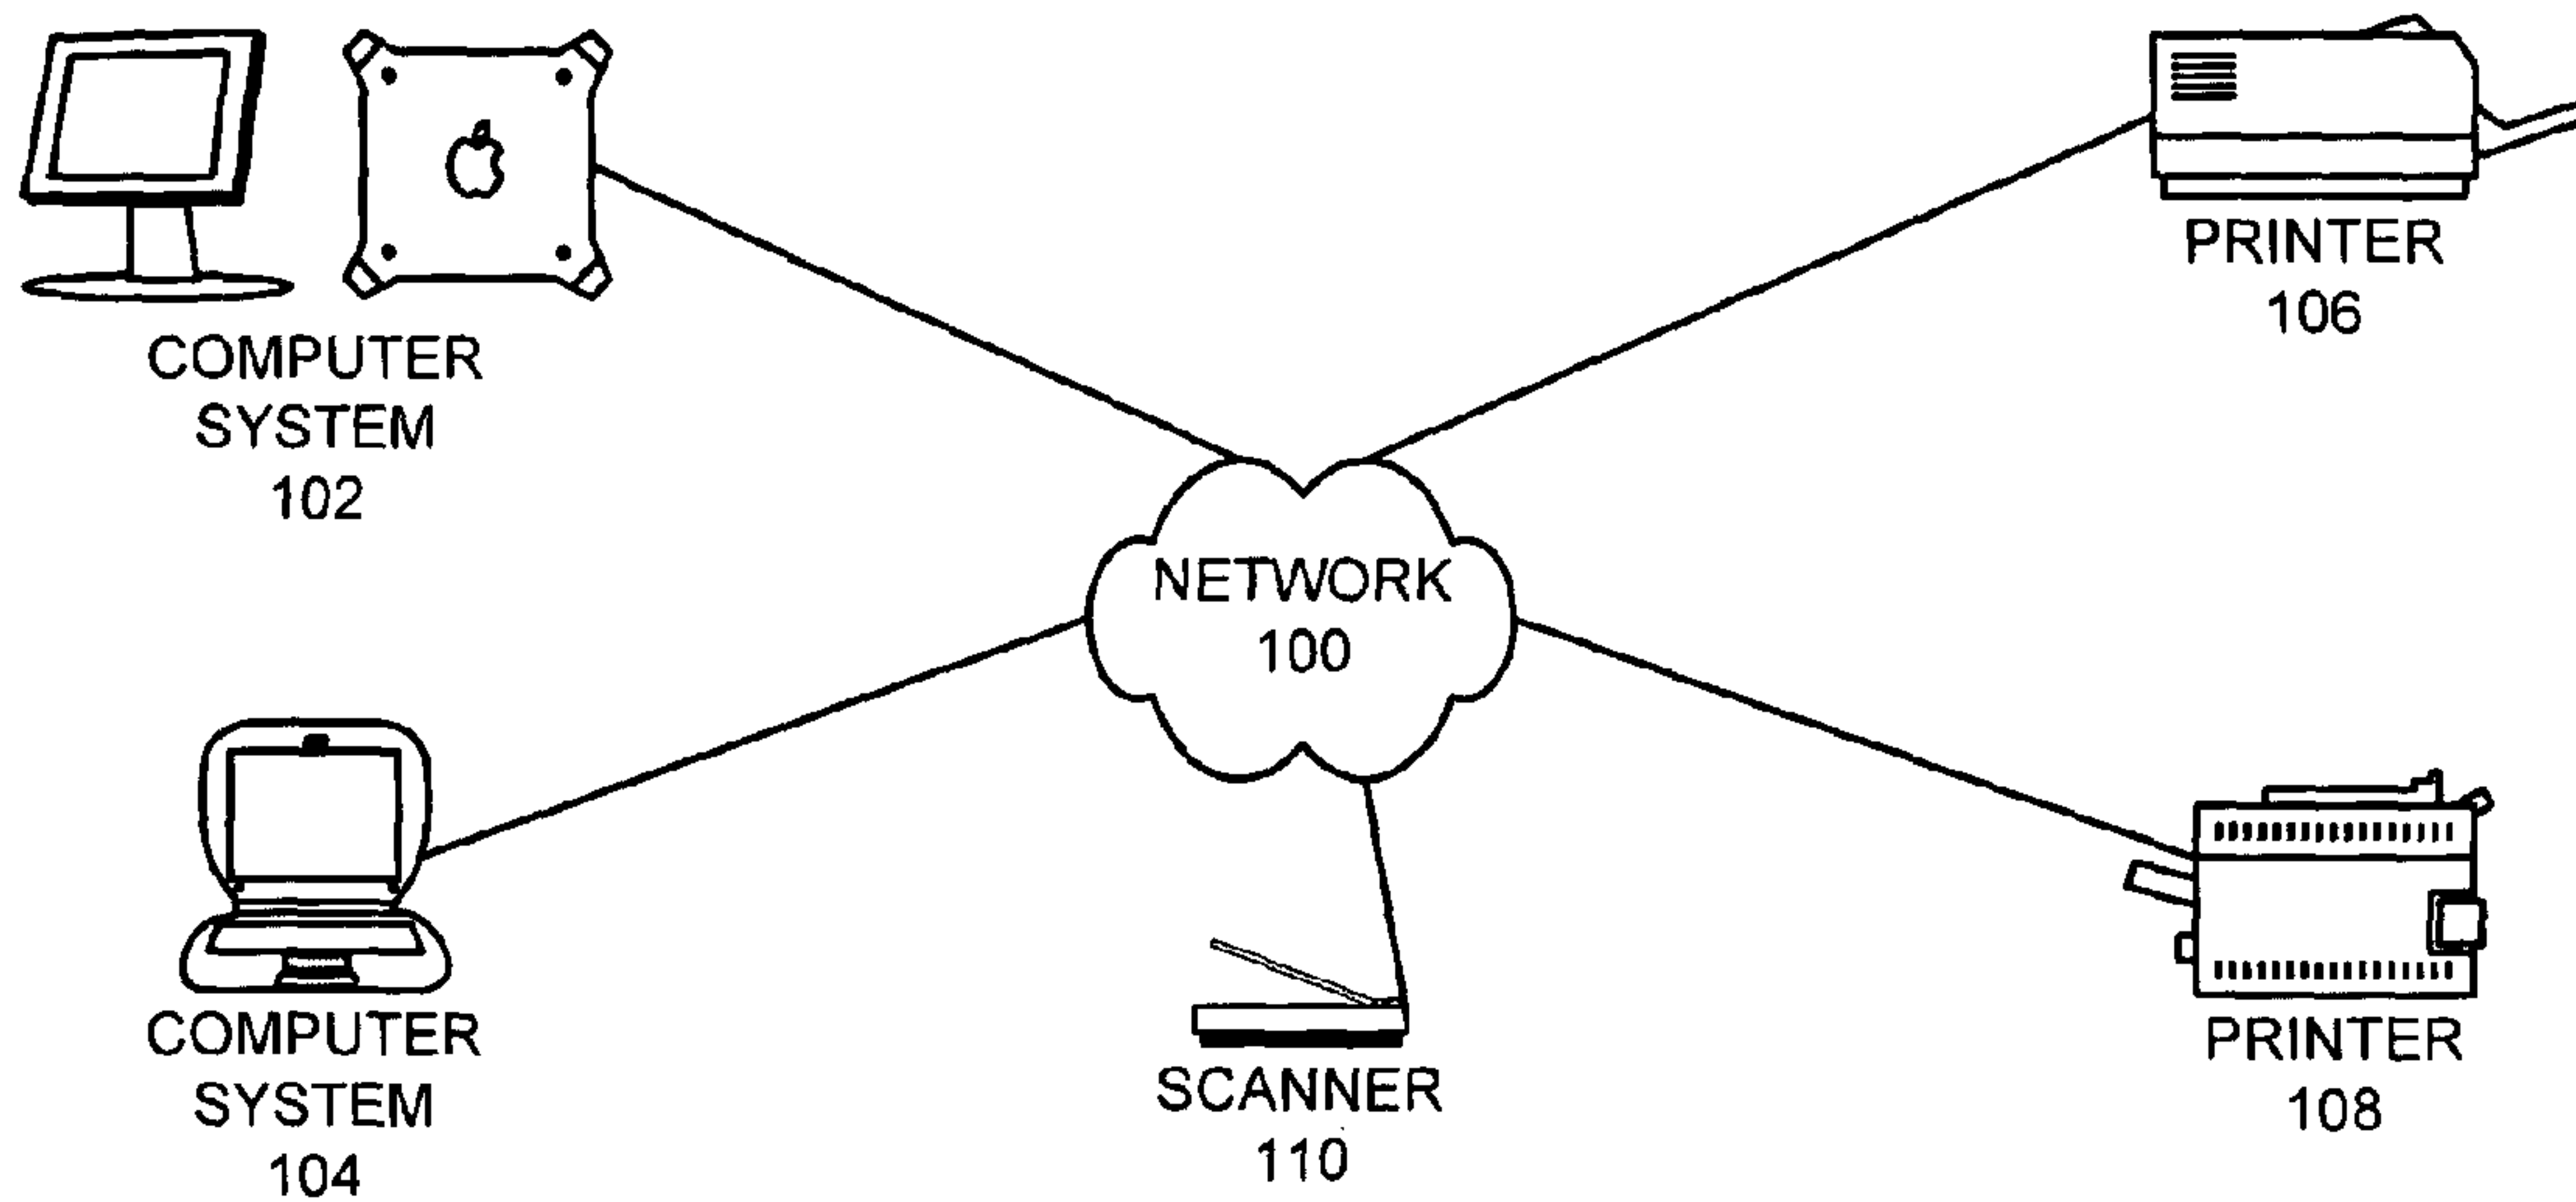 COMPUTER
SYSTEM
102
PRINTER
106
NETWORK
100
COMPUTER
SYSTEM
104
SCANNER
110
PRINTER
108